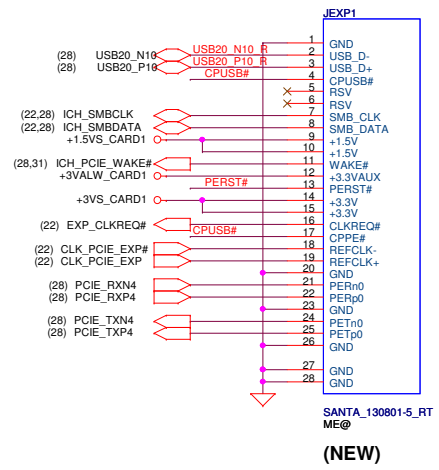 JEXP1
1 GND
(28) USB20_N10 USB20_N10_R 2 USB_D-
(28) USB20_P10 USB20_P10_R 3 USB_D+
CPUSB# 4 CPUSB#
5 RSV
6 RSV
(22,28) ICH_SMBCLK 7 SMB_CLK
(22,28) ICH_SMBDATA 8 SMB_DATA
+1.5VS_CARD1 9 +1.5V
10 +1.5V
(28,31) ICH_PCIE_WAKE# 11 WAKE#
+3VALW_CARD1 12 +3.3VAUX
PERST# 13 PERST#
+3VS_CARD1 14 +3.3V
15 +3.3V
(22) EXP_CLKREQ# 16 CLKREQ#
CPUSB# 17 CPPE#
(22) CLK_PCIE_EXP# 18 REFCLK-
(22) CLK_PCIE_EXP 19 REFCLK+
20 GND
(28) PCIE_RXN4 21 PERn0
(28) PCIE_RXP4 22 PERp0
23 GND
(28) PCIE_TXN4 24 PETn0
(28) PCIE_TXP4 25 PETp0
26 GND
27 GND
28 GND
SANTA_130801-5_RT
ME@
(NEW)